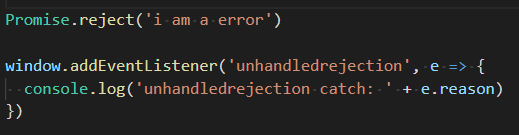 Promise.reject('i am a error')
window.addEventListener('unhandledrejection', e => {
  console.log('unhandledrejection catch: ' + e.reason)
})